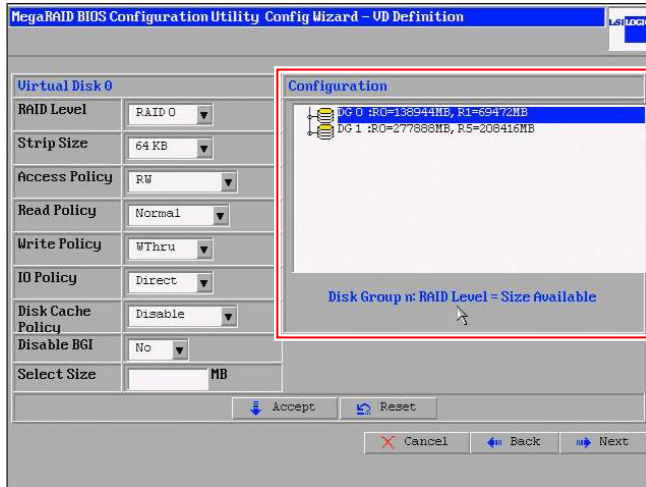 MegaRAID BIOS Configuration Utility Config Wizard - VD Definition
LSI LOGIC
Virtual Disk 0
RAID Level
RAID 0
Strip Size
64 KB
Access Policy
RW
Read Policy
Normal
Write Policy
WThru
IO Policy
Direct
Disk Cache Policy
Disable
Disable BGI
No
Select Size
MB
Configuration
DG 0 :R0=138944MB, R1=69472MB
DG 1 :R0=277888MB, R5=208416MB
Disk Group n: RAID Level = Size Available
Accept
Reset
Cancel
Back
Next